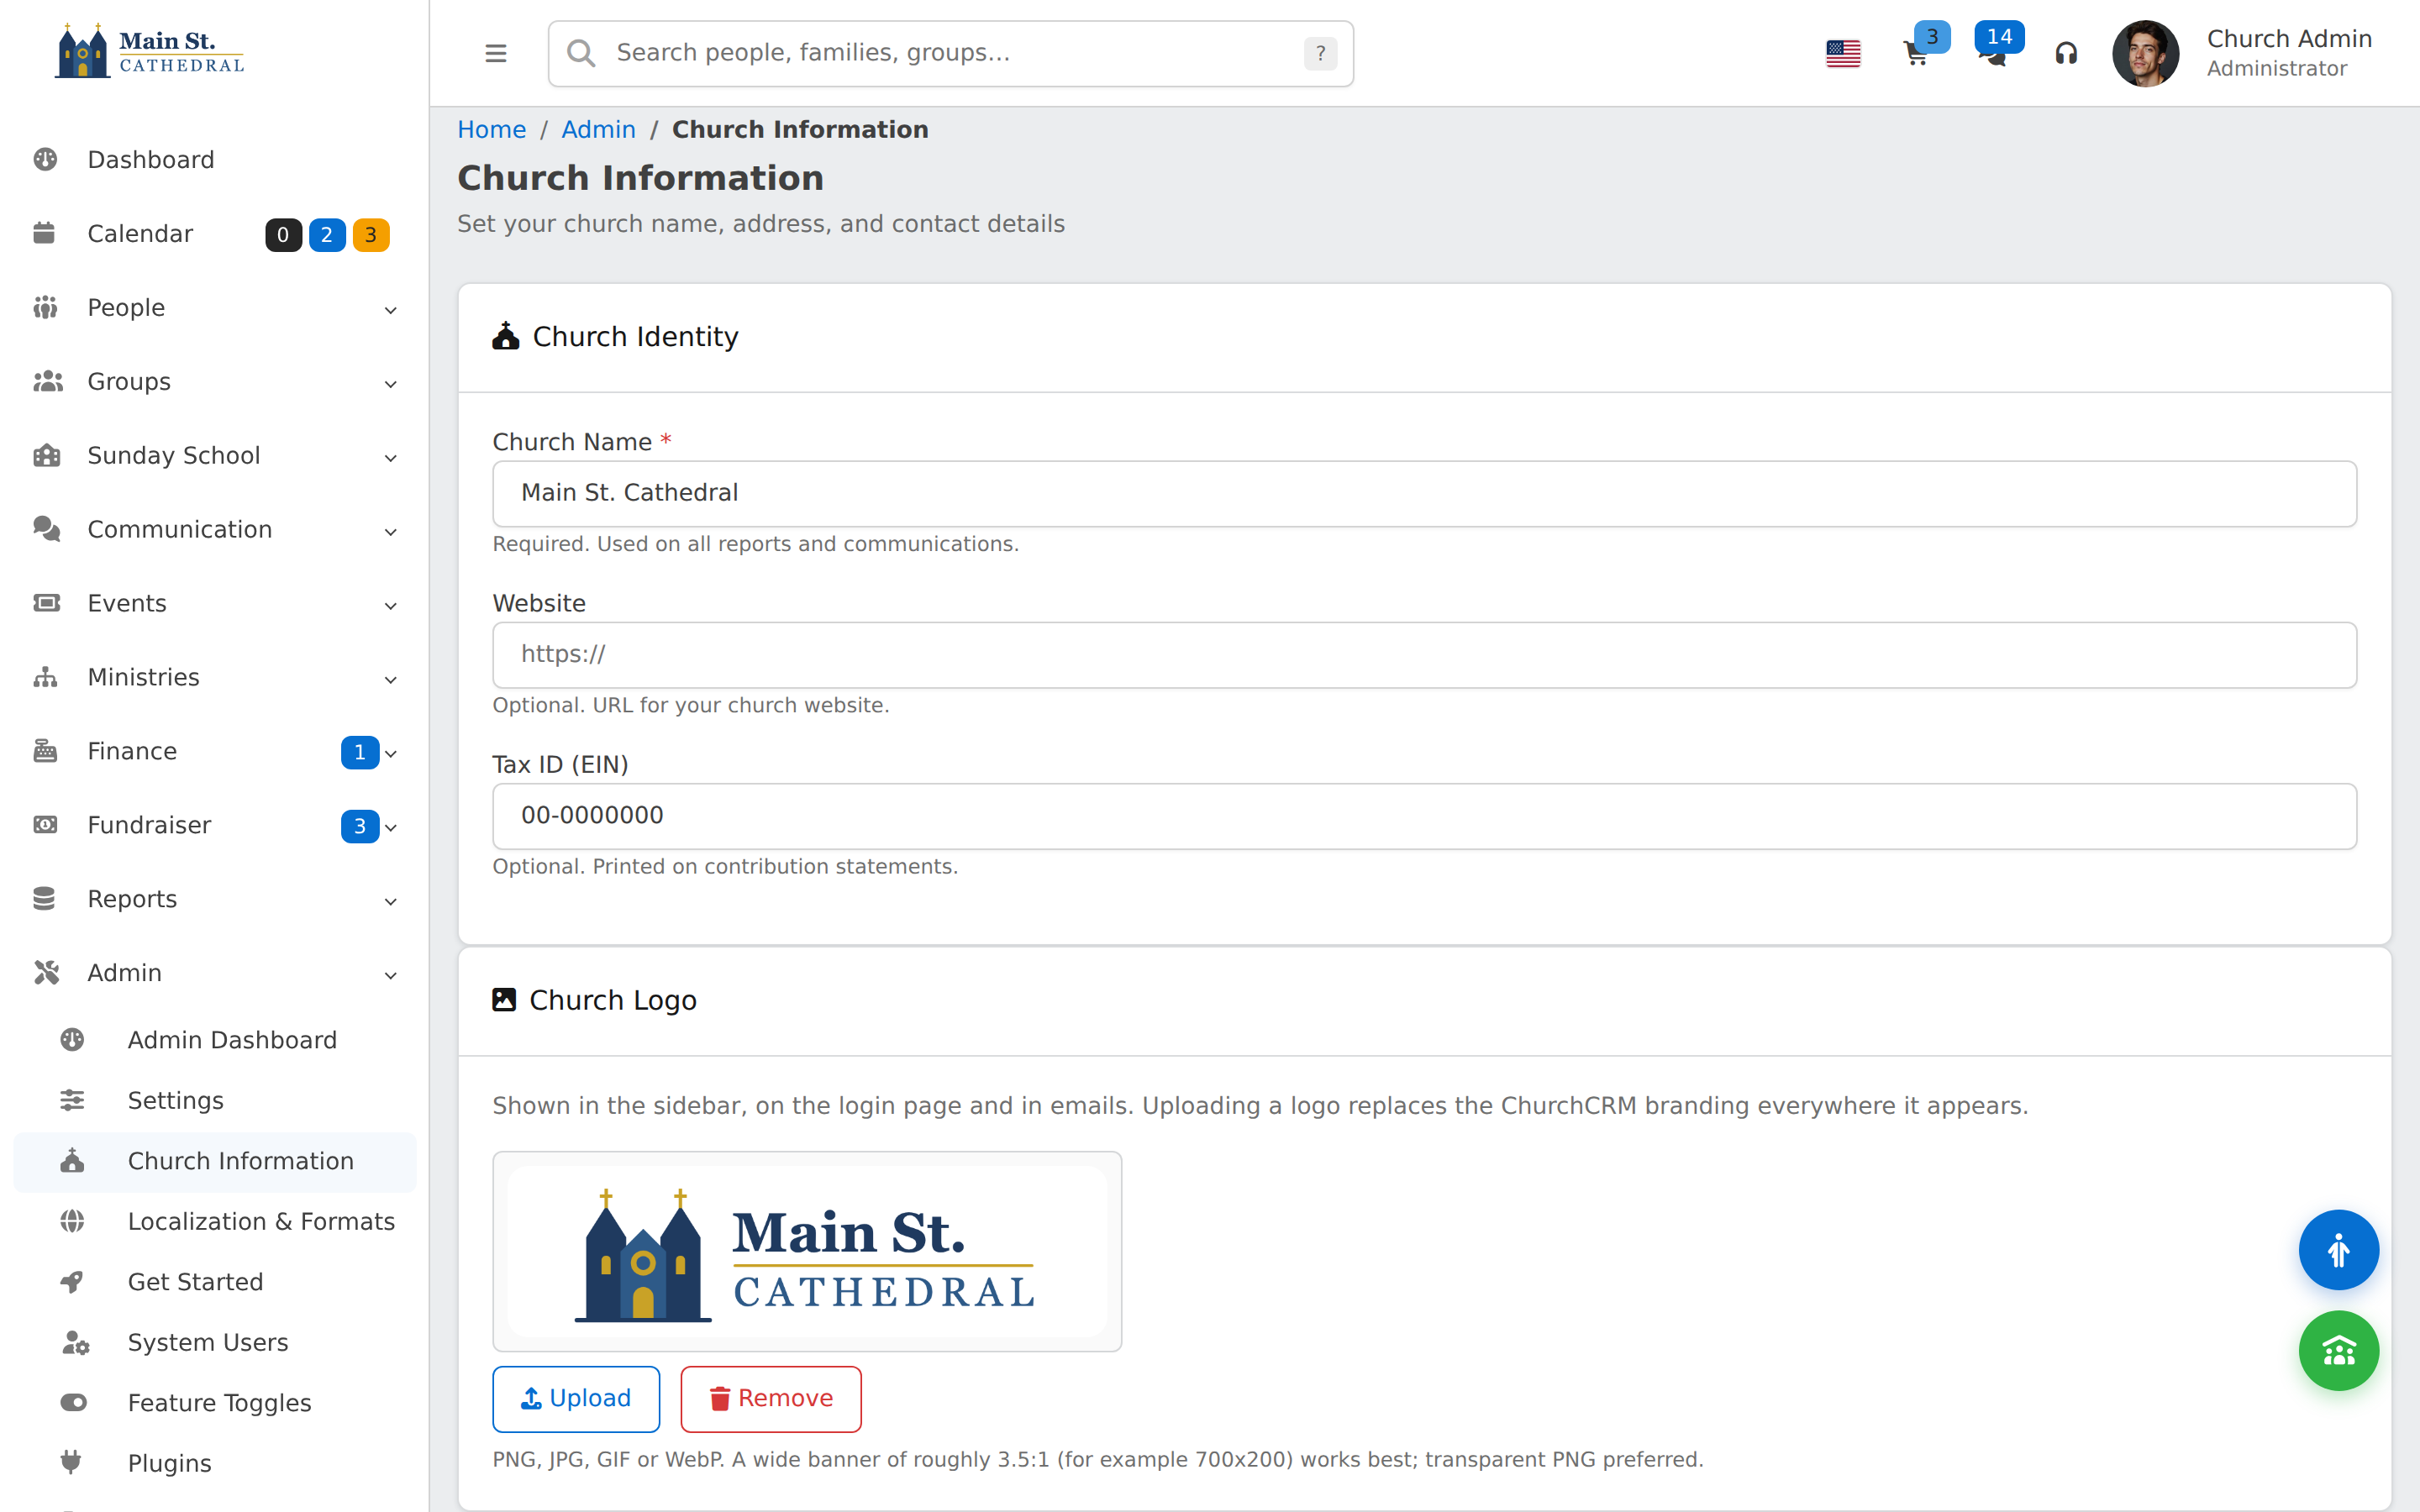 Main St.
CATHEDRAL
Search people, families, groups...
?
3
14
Church Admin
Administrator
Dashboard
Calendar
0
2
3
People
Groups
Sunday School
Communication
Events
Ministries
Finance
1
Fundraiser
3
Reports
Admin
Admin Dashboard
Settings
Church Information
Localization & Formats
Get Started
System Users
Feature Toggles
Plugins
Home / Admin / Church Information
Church Information
Set your church name, address, and contact details
Church Identity
Church Name *
Main St. Cathedral
Required. Used on all reports and communications.
Website
https://
Optional. URL for your church website.
Tax ID (EIN)
00-0000000
Optional. Printed on contribution statements.
Church Logo
Shown in the sidebar, on the login page and in emails. Uploading a logo replaces the ChurchCRM branding everywhere it appears.
Main St.
CATHEDRAL
Upload
Remove
PNG, JPG, GIF or WebP. A wide banner of roughly 3.5:1 (for example 700x200) works best; transparent PNG preferred.